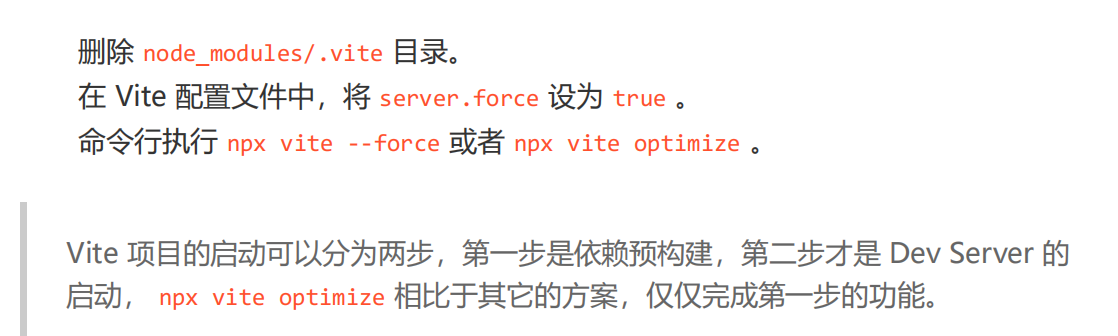 删除 node_modules/.vite 目录。
在 Vite 配置文件中，将 server.force 设为 true 。
命令行执行 npx vite --force 或者 npx vite optimize 。
Vite 项目的启动可以分为两步，第一步是依赖预构建，第二步才是 Dev Server 的
启动， npx vite optimize 相比于其它的方案，仅仅完成第一步的功能。